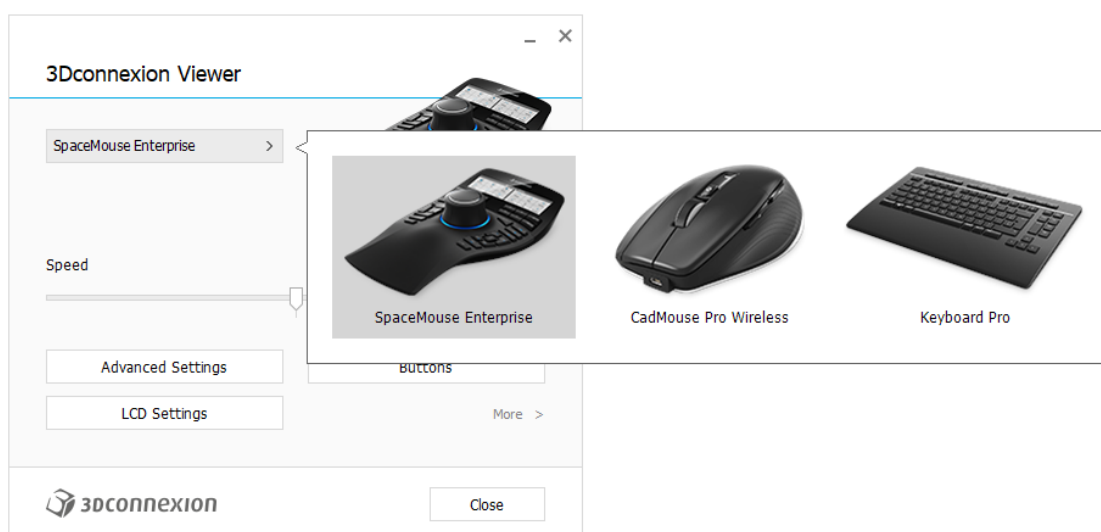 3Dconnexion Viewer
SpaceMouse Enterprise >
SpaceMouse Enterprise
CadMouse Pro Wireless
Keyboard Pro
Speed
Advanced Settings
Buttons
LCD Settings
More >
3Dconnexion
Close